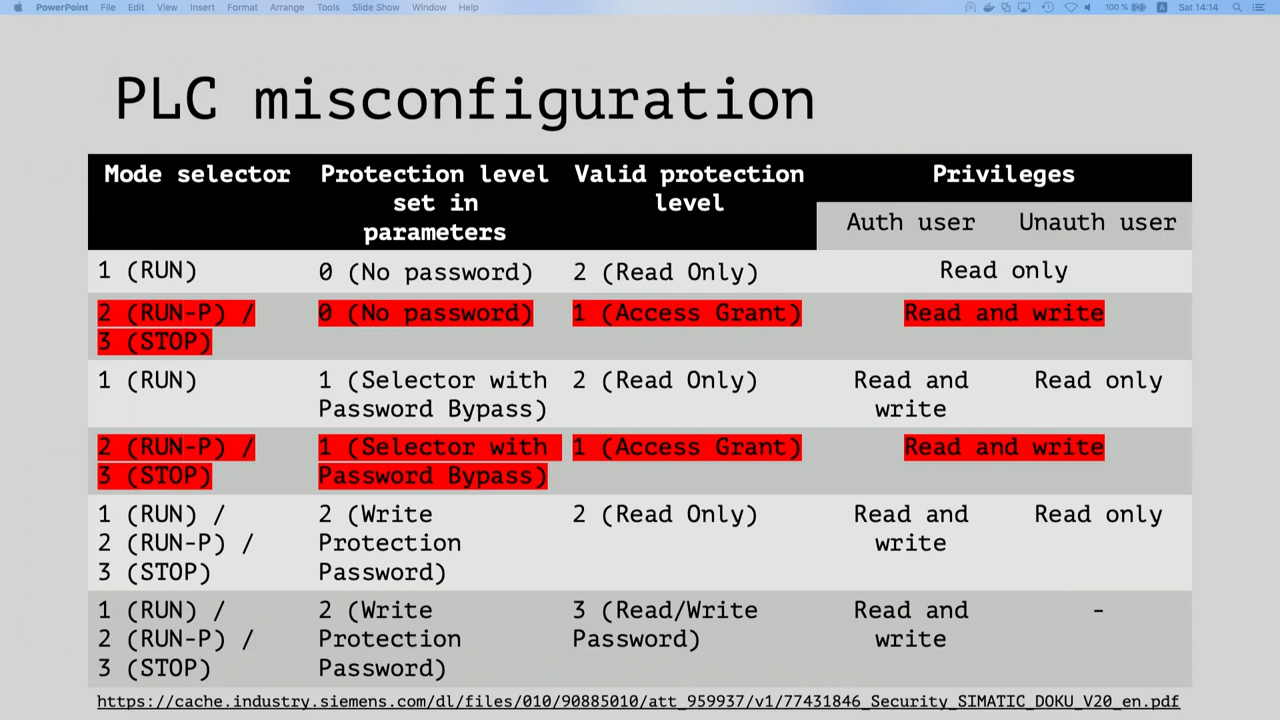 PowerPoint File Edit View Insert Format Arrange Tools Slide Show Window Help 100 % Sat 14:14
PLC misconfiguration
Mode selector Protection level set in parameters Valid protection level Privileges
Auth user Unauth user
1 (RUN) 0 (No password) 2 (Read Only) Read only
2 (RUN-P) / 0 (No password) 1 (Access Grant) Read and write
3 (STOP)
1 (RUN) 1 (Selector with 2 (Read Only) Read and Read only
Password Bypass) write
2 (RUN-P) / 1 (Selector with 1 (Access Grant) Read and write
3 (STOP) Password Bypass)
1 (RUN) / 2 (Write 2 (Read Only) Read and Read only
2 (RUN-P) / Protection write
3 (STOP) Password)
1 (RUN) / 2 (Write 3 (Read/Write Read and -
2 (RUN-P) / Protection Password) write
3 (STOP) Password)
https://cache.industry.siemens.com/dl/files/010/90885010/att_959937/v1/77431846_Security_SIMATIC_DOKU_V20_en.pdf